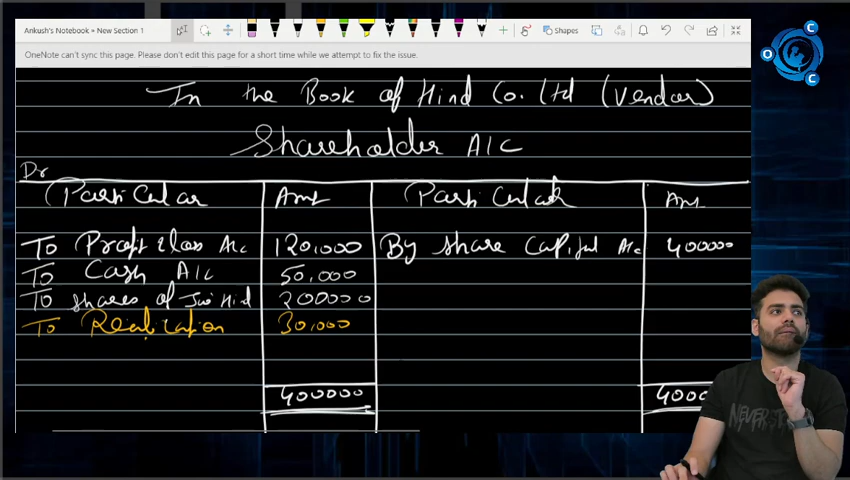 Ankush's Notebook » New Section 1
Shapes
OneNote can't sync this page. Please don't edit this page for a short time while we attempt to fix the issue.
In the Book of Hind Co. Ltd (Vendor)
Shareholder A/C
Dr
Particular Amt Particular Amt
To Profit & loss A/c 120,000 By Share Capital A/c 400000
To Cash A/C 50,000
To Shares of Jai Hind 200000
To Realization 30,000
400000 4000
O C C
NEVER